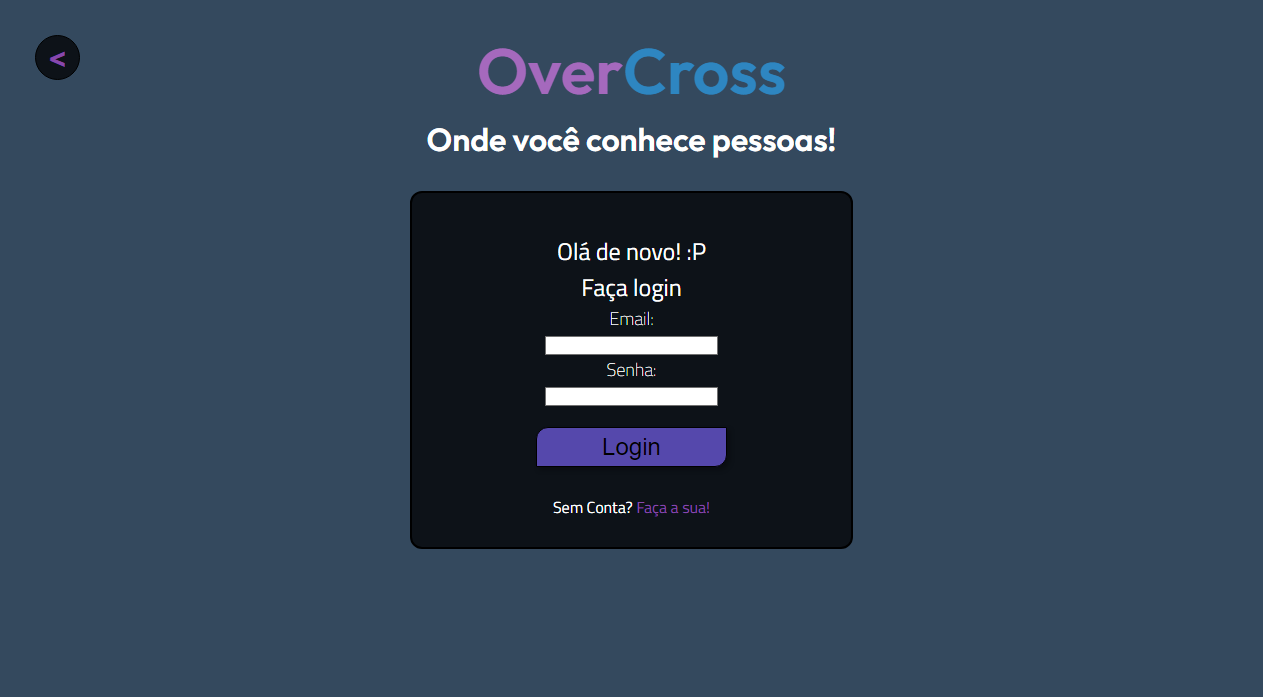 <
OverCross
Onde você conhece pessoas!
Olá de novo! :P
Faça login
Email:
Senha:
Login
Sem Conta? Faça a sua!